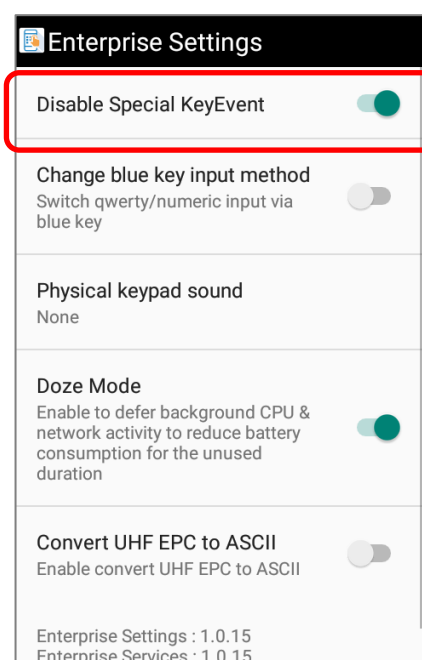 Enterprise Settings
Disable Special KeyEvent
Change blue key input method
Switch qwerty/numeric input via
blue key
Physical keypad sound
None
Doze Mode
Enable to defer background CPU &
network activity to reduce battery
consumption for the unused
duration
Convert UHF EPC to ASCII
Enable convert UHF EPC to ASCII
Enterprise Settings : 1.0.15
Enterprise Services : 1.0.15